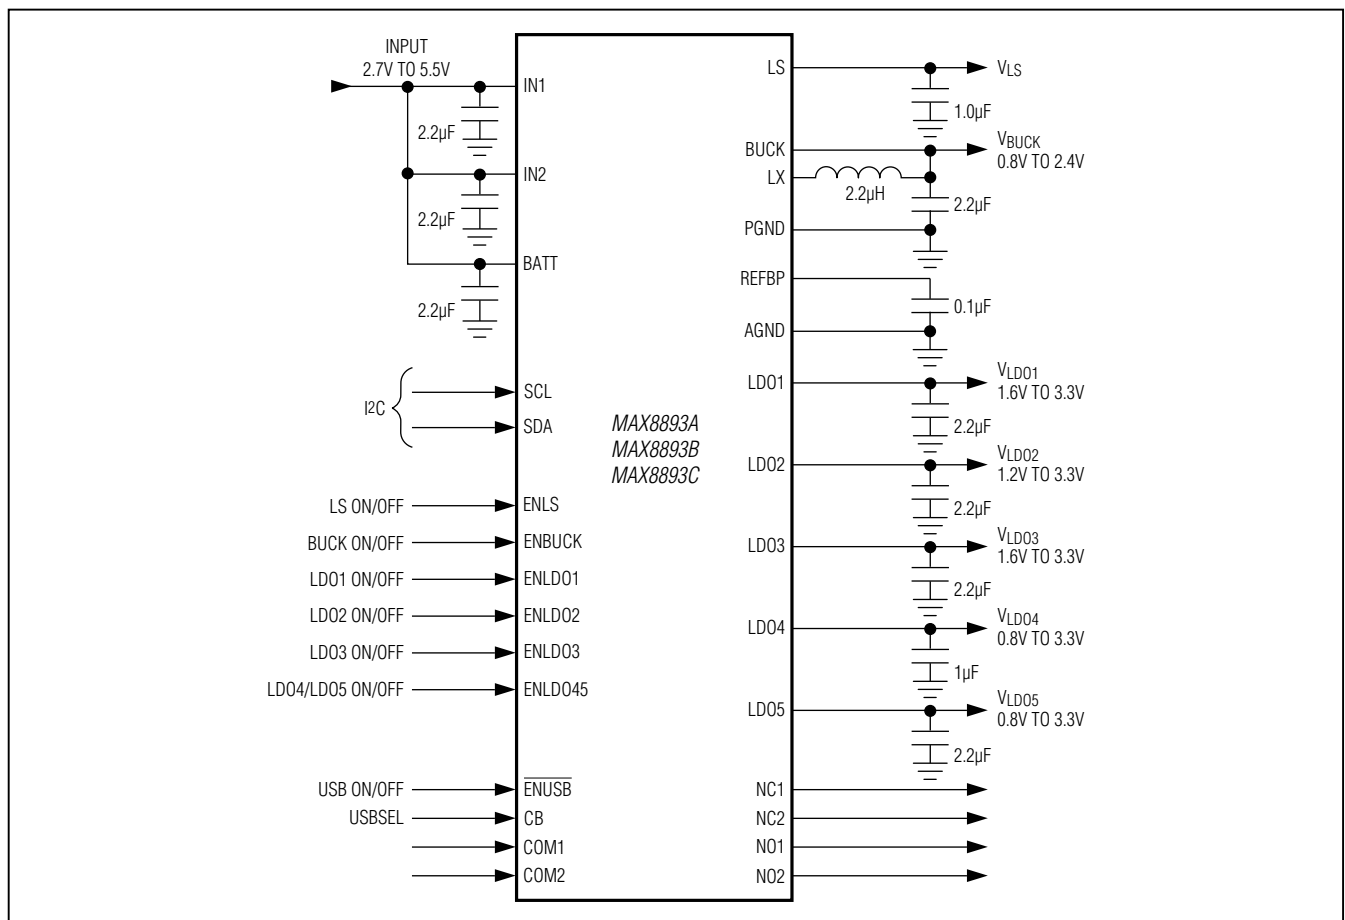 INPUT
2.7V TO 5.5V
IN1
2.2µF
IN2
2.2µF
BATT
2.2µF
I2C
SCL
SDA
LS ON/OFF
ENLS
BUCK ON/OFF
ENBUCK
LDO1 ON/OFF
ENLDO1
LDO2 ON/OFF
ENLDO2
LDO3 ON/OFF
ENLDO3
LDO4/LDO5 ON/OFF
ENLDO45
USB ON/OFF
ENUSB
USBSEL
CB
COM1
COM2
MAX8893A
MAX8893B
MAX8893C
LS
VLS
1.0µF
BUCK
VBUCK
0.8V TO 2.4V
LX
2.2µH
2.2µF
PGND
REFBP
0.1µF
AGND
LDO1
VLDO1
1.6V TO 3.3V
2.2µF
LDO2
VLDO2
1.2V TO 3.3V
2.2µF
LDO3
VLDO3
1.6V TO 3.3V
2.2µF
LDO4
VLDO4
0.8V TO 3.3V
1µF
LDO5
VLDO5
0.8V TO 3.3V
2.2µF
NC1
NC2
NO1
NO2